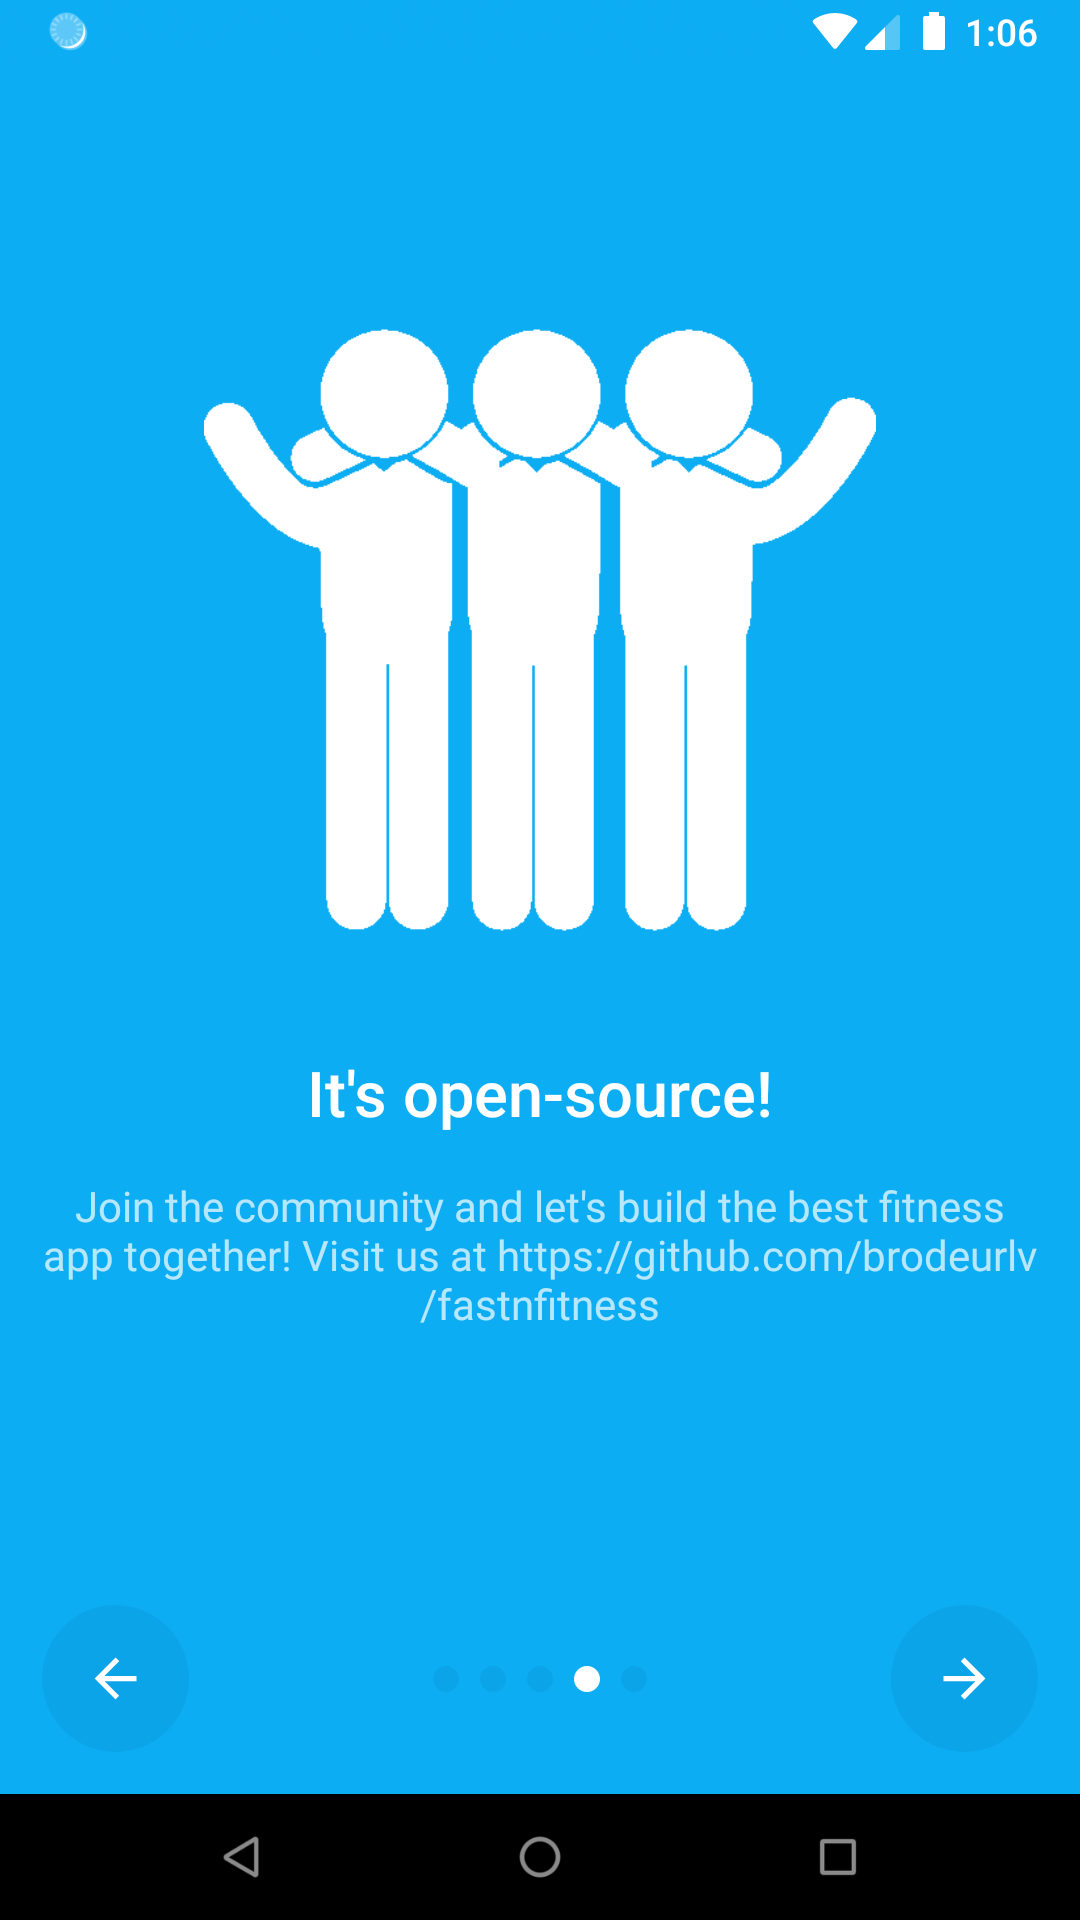 1:06
It's open-source!
Join the community and let's build the best fitness
app together! Visit us at https://github.com/brodeurlv
/fastnfitness